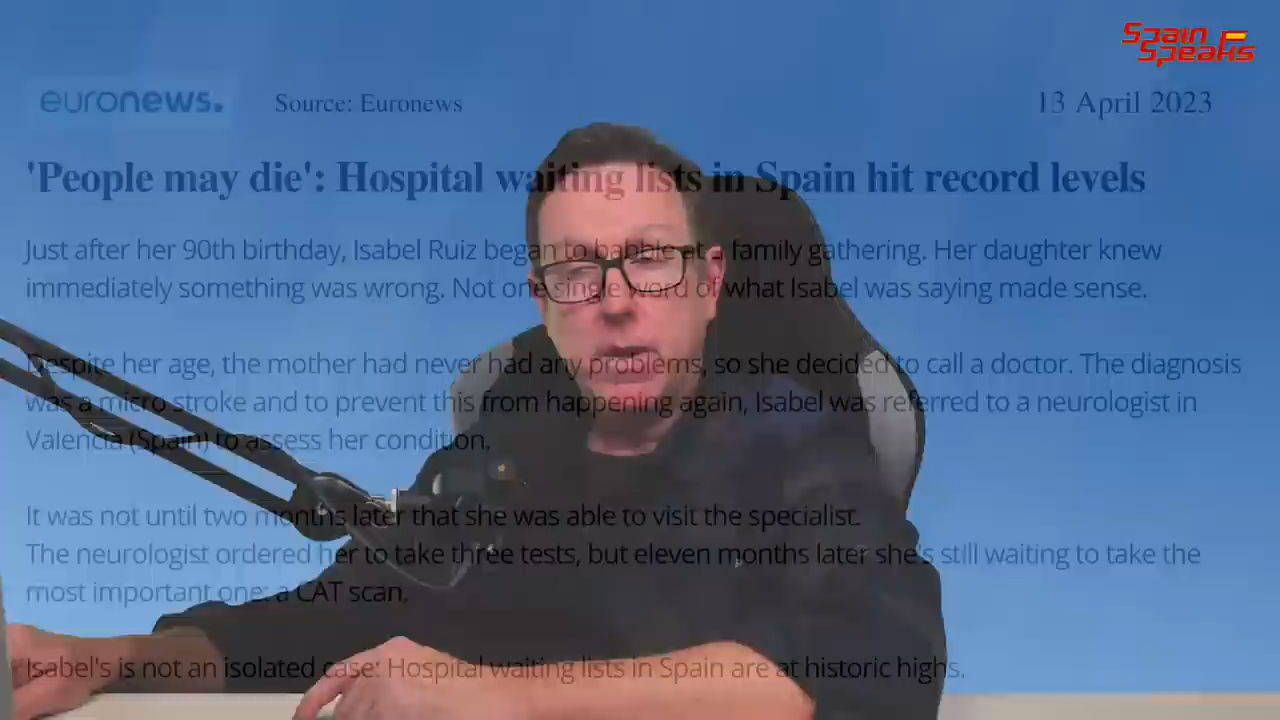 Spain
Speaks
euronews. Source: Euronews 13 April 2023
'People may die': Hospital waiting lists in Spain hit record levels
Just after her 90th birthday, Isabel Ruiz began to babble at a family gathering. Her daughter knew
immediately something was wrong. Not one single word of what Isabel was saying made sense.
Despite her age, the mother had never had any problems, so she decided to call a doctor. The diagnosis
was a micro stroke and to prevent this from happening again, Isabel was referred to a neurologist in
Valencia (Spain) to assess her condition.
It was not until two months later that she was able to visit the specialist.
The neurologist ordered her to take three tests, but eleven months later she's still waiting to take the
most important one: a CAT scan.
Isabel's is not an isolated case: Hospital waiting lists in Spain are at historic highs.